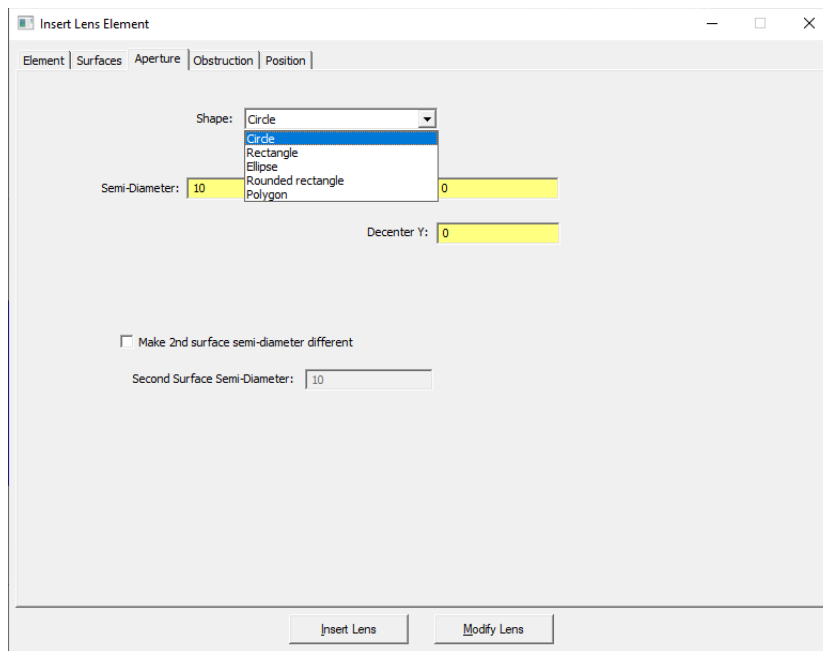 Insert Lens Element
Element Surfaces Aperture Obstruction Position
Shape: Circle
Circle
Rectangle
Ellipse
Rounded rectangle
Polygon
Semi-Diameter: 10 0
Decenter Y: 0
Make 2nd surface semi-diameter different
Second Surface Semi-Diameter: 10
Insert Lens Modify Lens